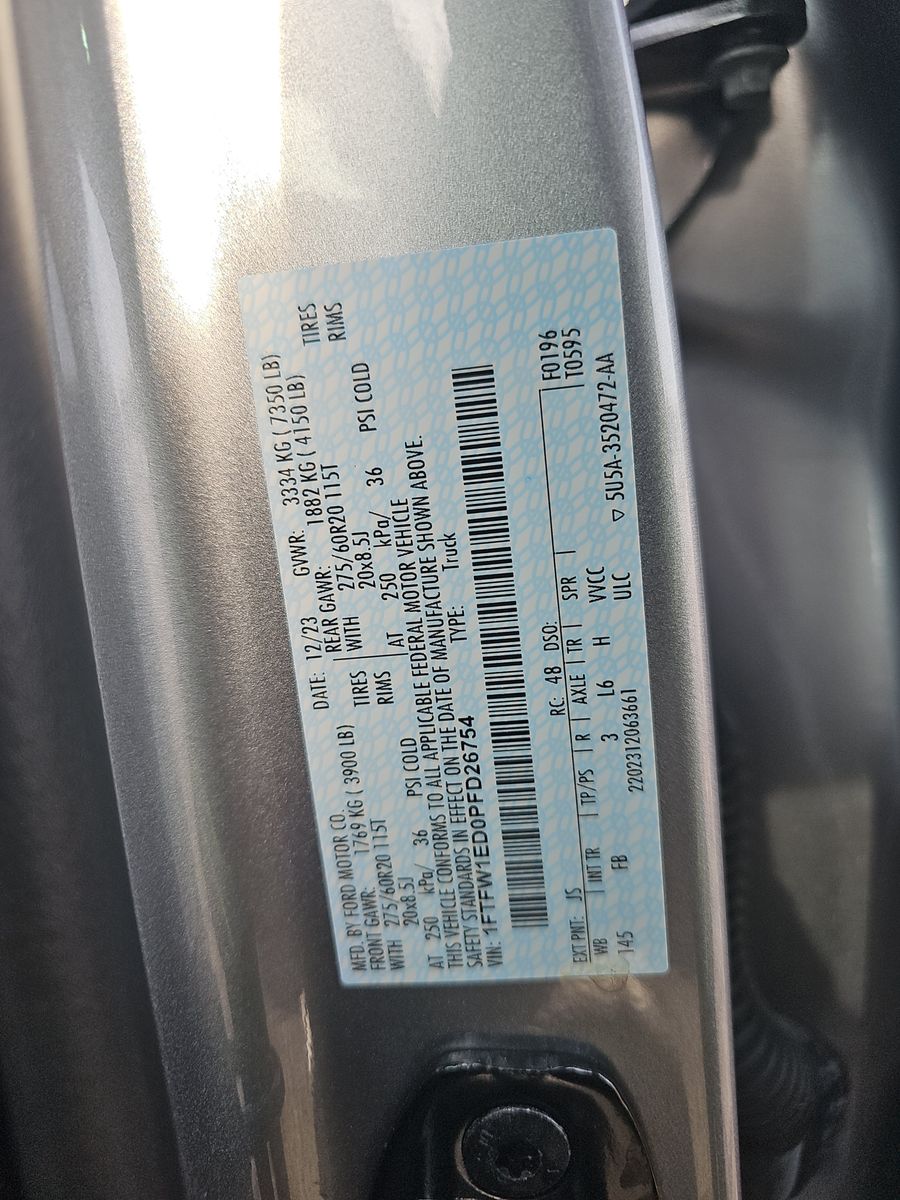 MFD. BY FORD MOTOR CO.
DATE: 12/23 GVWR: 3334 KG ( 7350 LB)
FRONT GAWR: 1769 KG ( 3900 LB)
REAR GAWR: 1882 KG ( 4150 LB)
WITH 275/60R20 115T TIRES
WITH 275/60R20 115T TIRES
20x8.5J RIMS
20x8.5J RIMS
AT 250 kPa/ 36 PSI COLD
AT 250 kPa/ 36 PSI COLD
THIS VEHICLE CONFORMS TO ALL APPLICABLE FEDERAL MOTOR VEHICLE
SAFETY STANDARDS IN EFFECT ON THE DATE OF MANUFACTURE SHOWN ABOVE.
VIN: 1FTFW1ED0PFD26754 TYPE: Truck
EXT PNT: JS RC: 48 DSO: F0196
WB INT TR TP/PS R AXLE TR SPR T0595
145 FB 3 L6 H VVCC
2202312063661 ULC ▽ 5U5A-3520472-AA